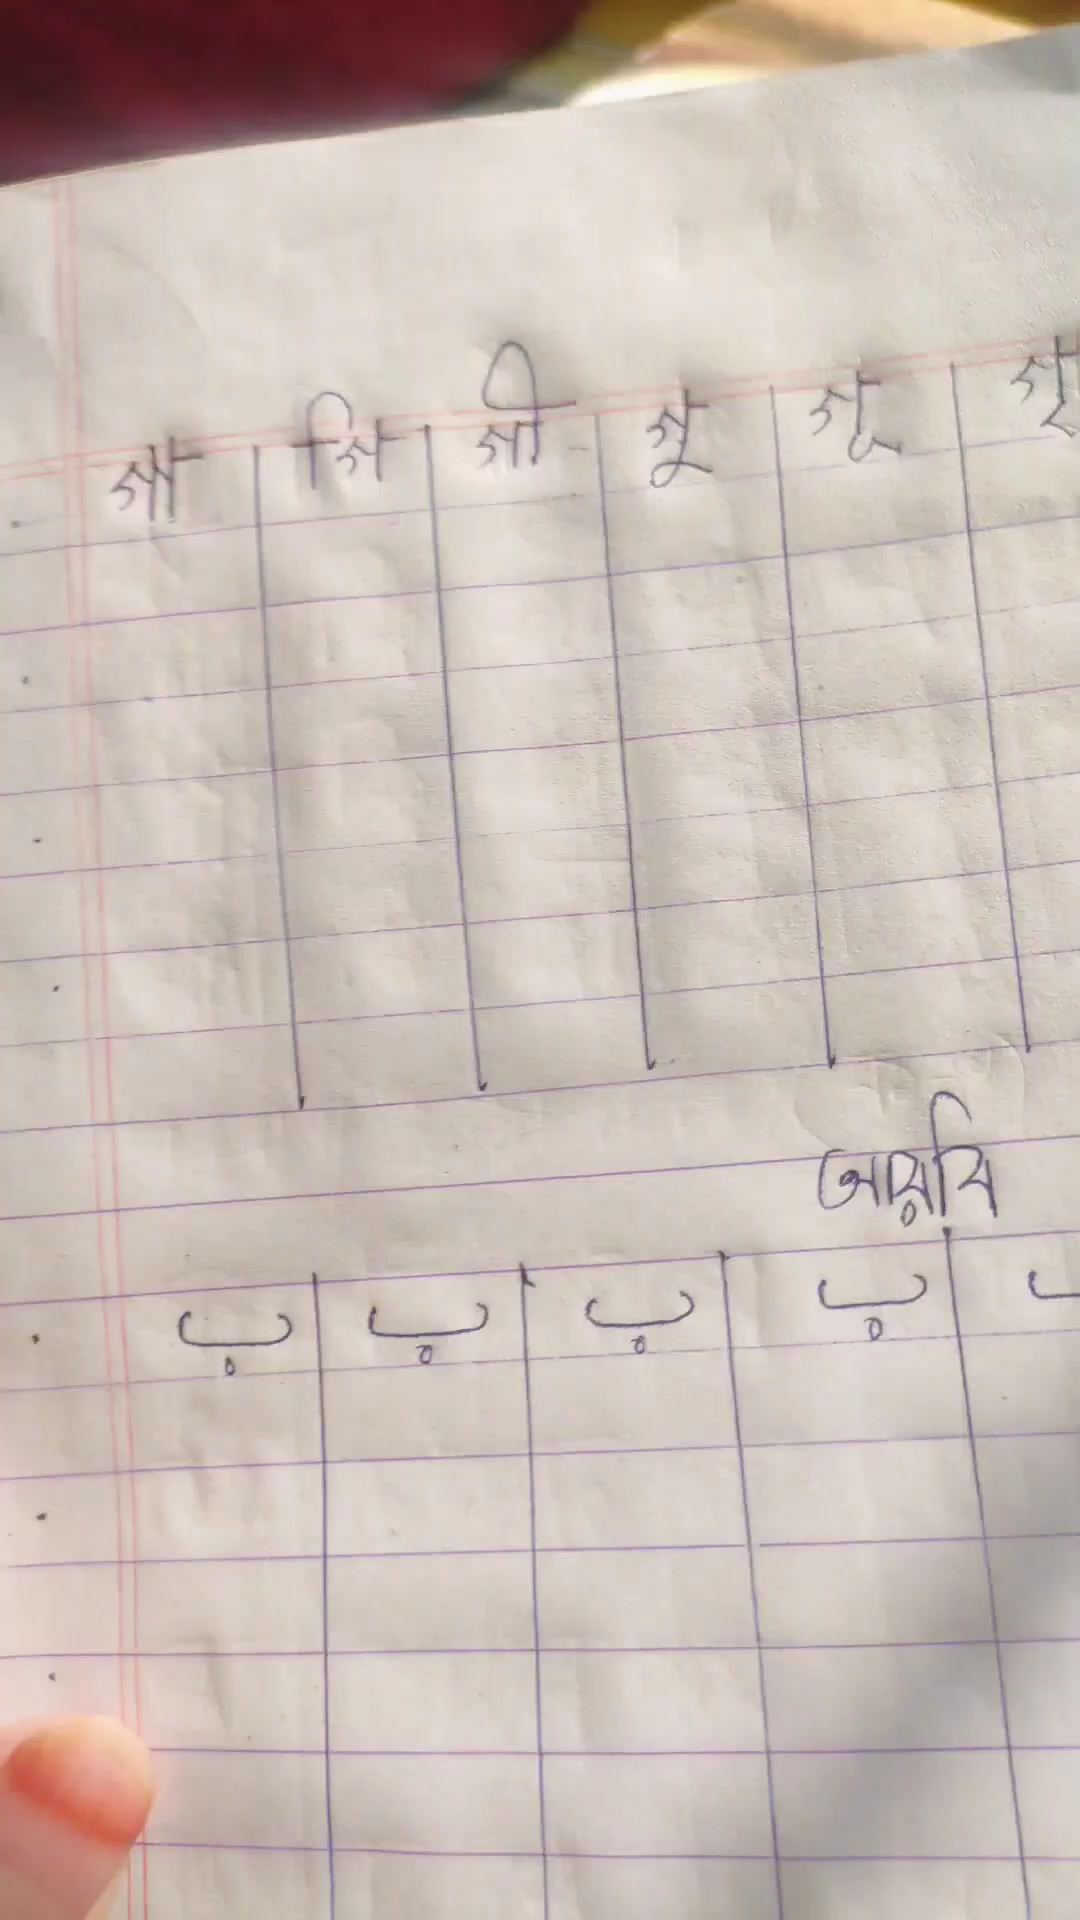 সা সি সী সু সূ সৃ
আরবি
ب ب ب ب ب